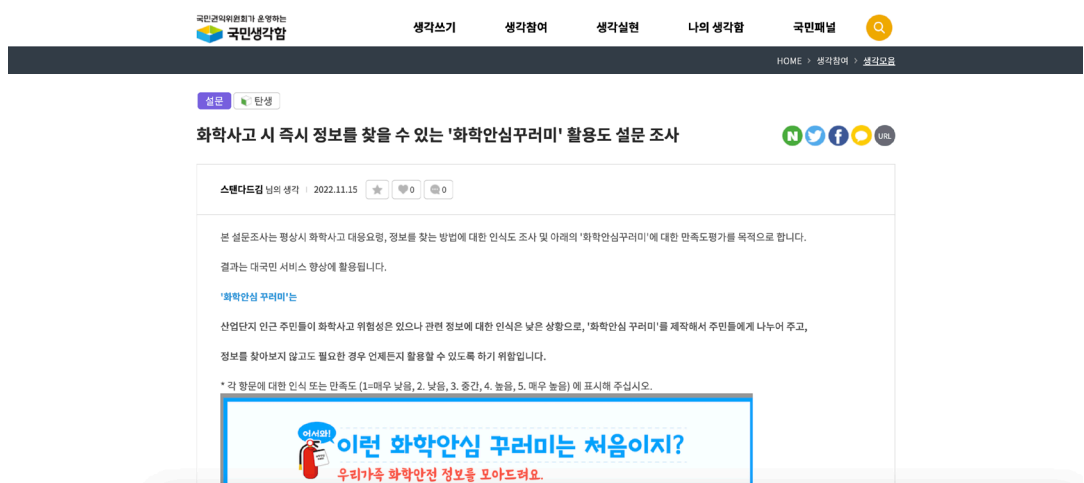 국민권익위원회가 운영하는
국민생각함
생각쓰기 생각참여 생각실현 나의 생각함 국민패널
HOME > 생각참여 > 생각모음
설문 탄생
화학사고 시 즉시 정보를 찾을 수 있는 '화학안심꾸러미' 활용도 설문 조사
N f URL
스탠다드김 님의 생각 2022.11.15 0 0
본 설문조사는 평상시 화학사고 대응요령, 정보를 찾는 방법에 대한 인식도 조사 및 아래의 '화학안심꾸러미'에 대한 만족도평가를 목적으로 합니다.
결과는 대국민 서비스 향상에 활용됩니다.
'화학안심 꾸러미'는
산업단지 인근 주민들이 화학사고 위험성은 있으나 관련 정보에 대한 인식은 낮은 상황으로, '화학안심 꾸러미'를 제작해서 주민들에게 나누어 주고,
정보를 찾아보지 않고도 필요한 경우 언제든지 활용할 수 있도록 하기 위함입니다.
* 각 항문에 대한 인식 또는 만족도 (1=매우 낮음, 2. 낮음, 3. 중간, 4. 높음, 5. 매우 높음) 에 표시해 주십시오.
어서와!
이런 화학안심 꾸러미는 처음이지?
우리가족 화학안전 정보를 모아드려요.